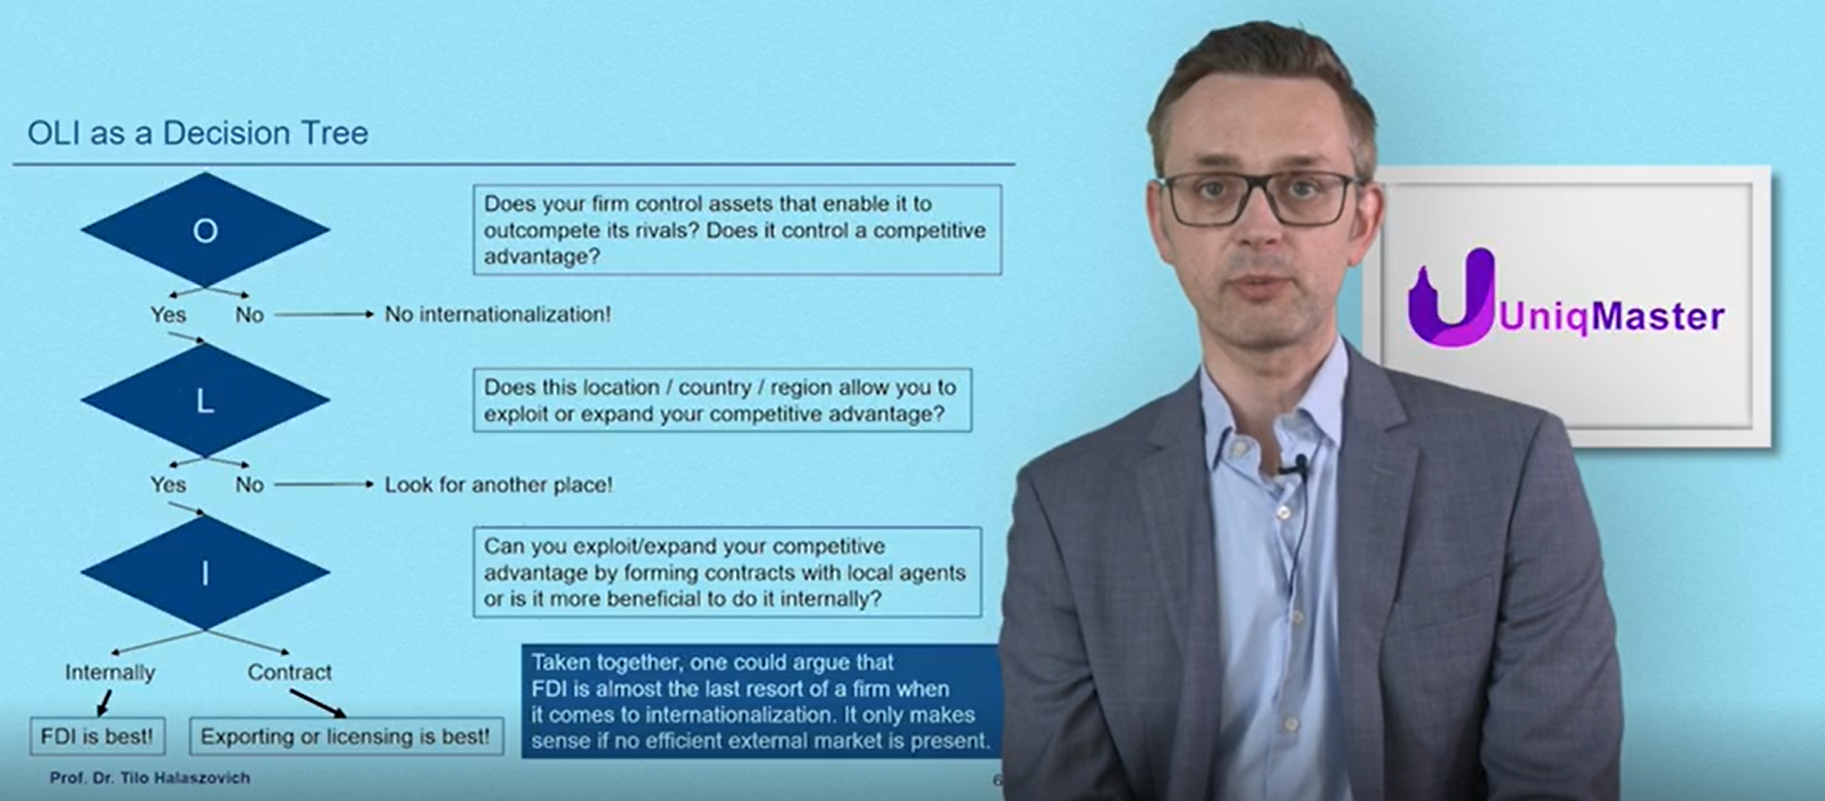 OLI as a Decision Tree
O
Does your firm control assets that enable it to
outcompete its rivals? Does it control a competitive
advantage?
Yes
No
No internationalization!
L
Does this location / country / region allow you to
exploit or expand your competitive advantage?
Yes
No
Look for another place!
I
Can you exploit/expand your competitive
advantage by forming contracts with local agents
or is it more beneficial to do it internally?
Internally
Contract
FDI is best!
Exporting or licensing is best!
Taken together, one could argue that
FDI is almost the last resort of a firm when
it comes to internationalization. It only makes
sense if no efficient external market is present.
Prof. Dr. Tilo Halaszovich
6
UniqMaster